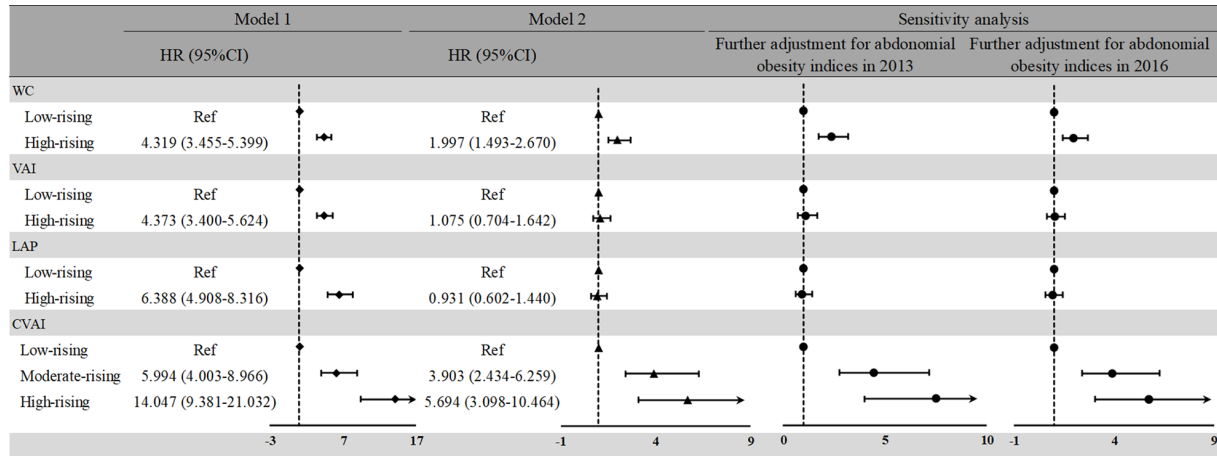 Model 1 Model 2 Sensitivity analysis
HR (95%CI) HR (95%CI) Further adjustment for abdonomial obesity indices in 2013 Further adjustment for abdonomial obesity indices in 2016
WC
Low-rising Ref Ref
High-rising 4.319 (3.455-5.399) 1.997 (1.493-2.670)
VAI
Low-rising Ref Ref
High-rising 4.373 (3.400-5.624) 1.075 (0.704-1.642)
LAP
Low-rising Ref Ref
High-rising 6.388 (4.908-8.316) 0.931 (0.602-1.440)
CVAI
Low-rising Ref Ref
Moderate-rising 5.994 (4.003-8.966) 3.903 (2.434-6.259)
High-rising 14.047 (9.381-21.032) 5.694 (3.098-10.464)
-3 7 17 -1 4 9 0 5 10 -1 4 9